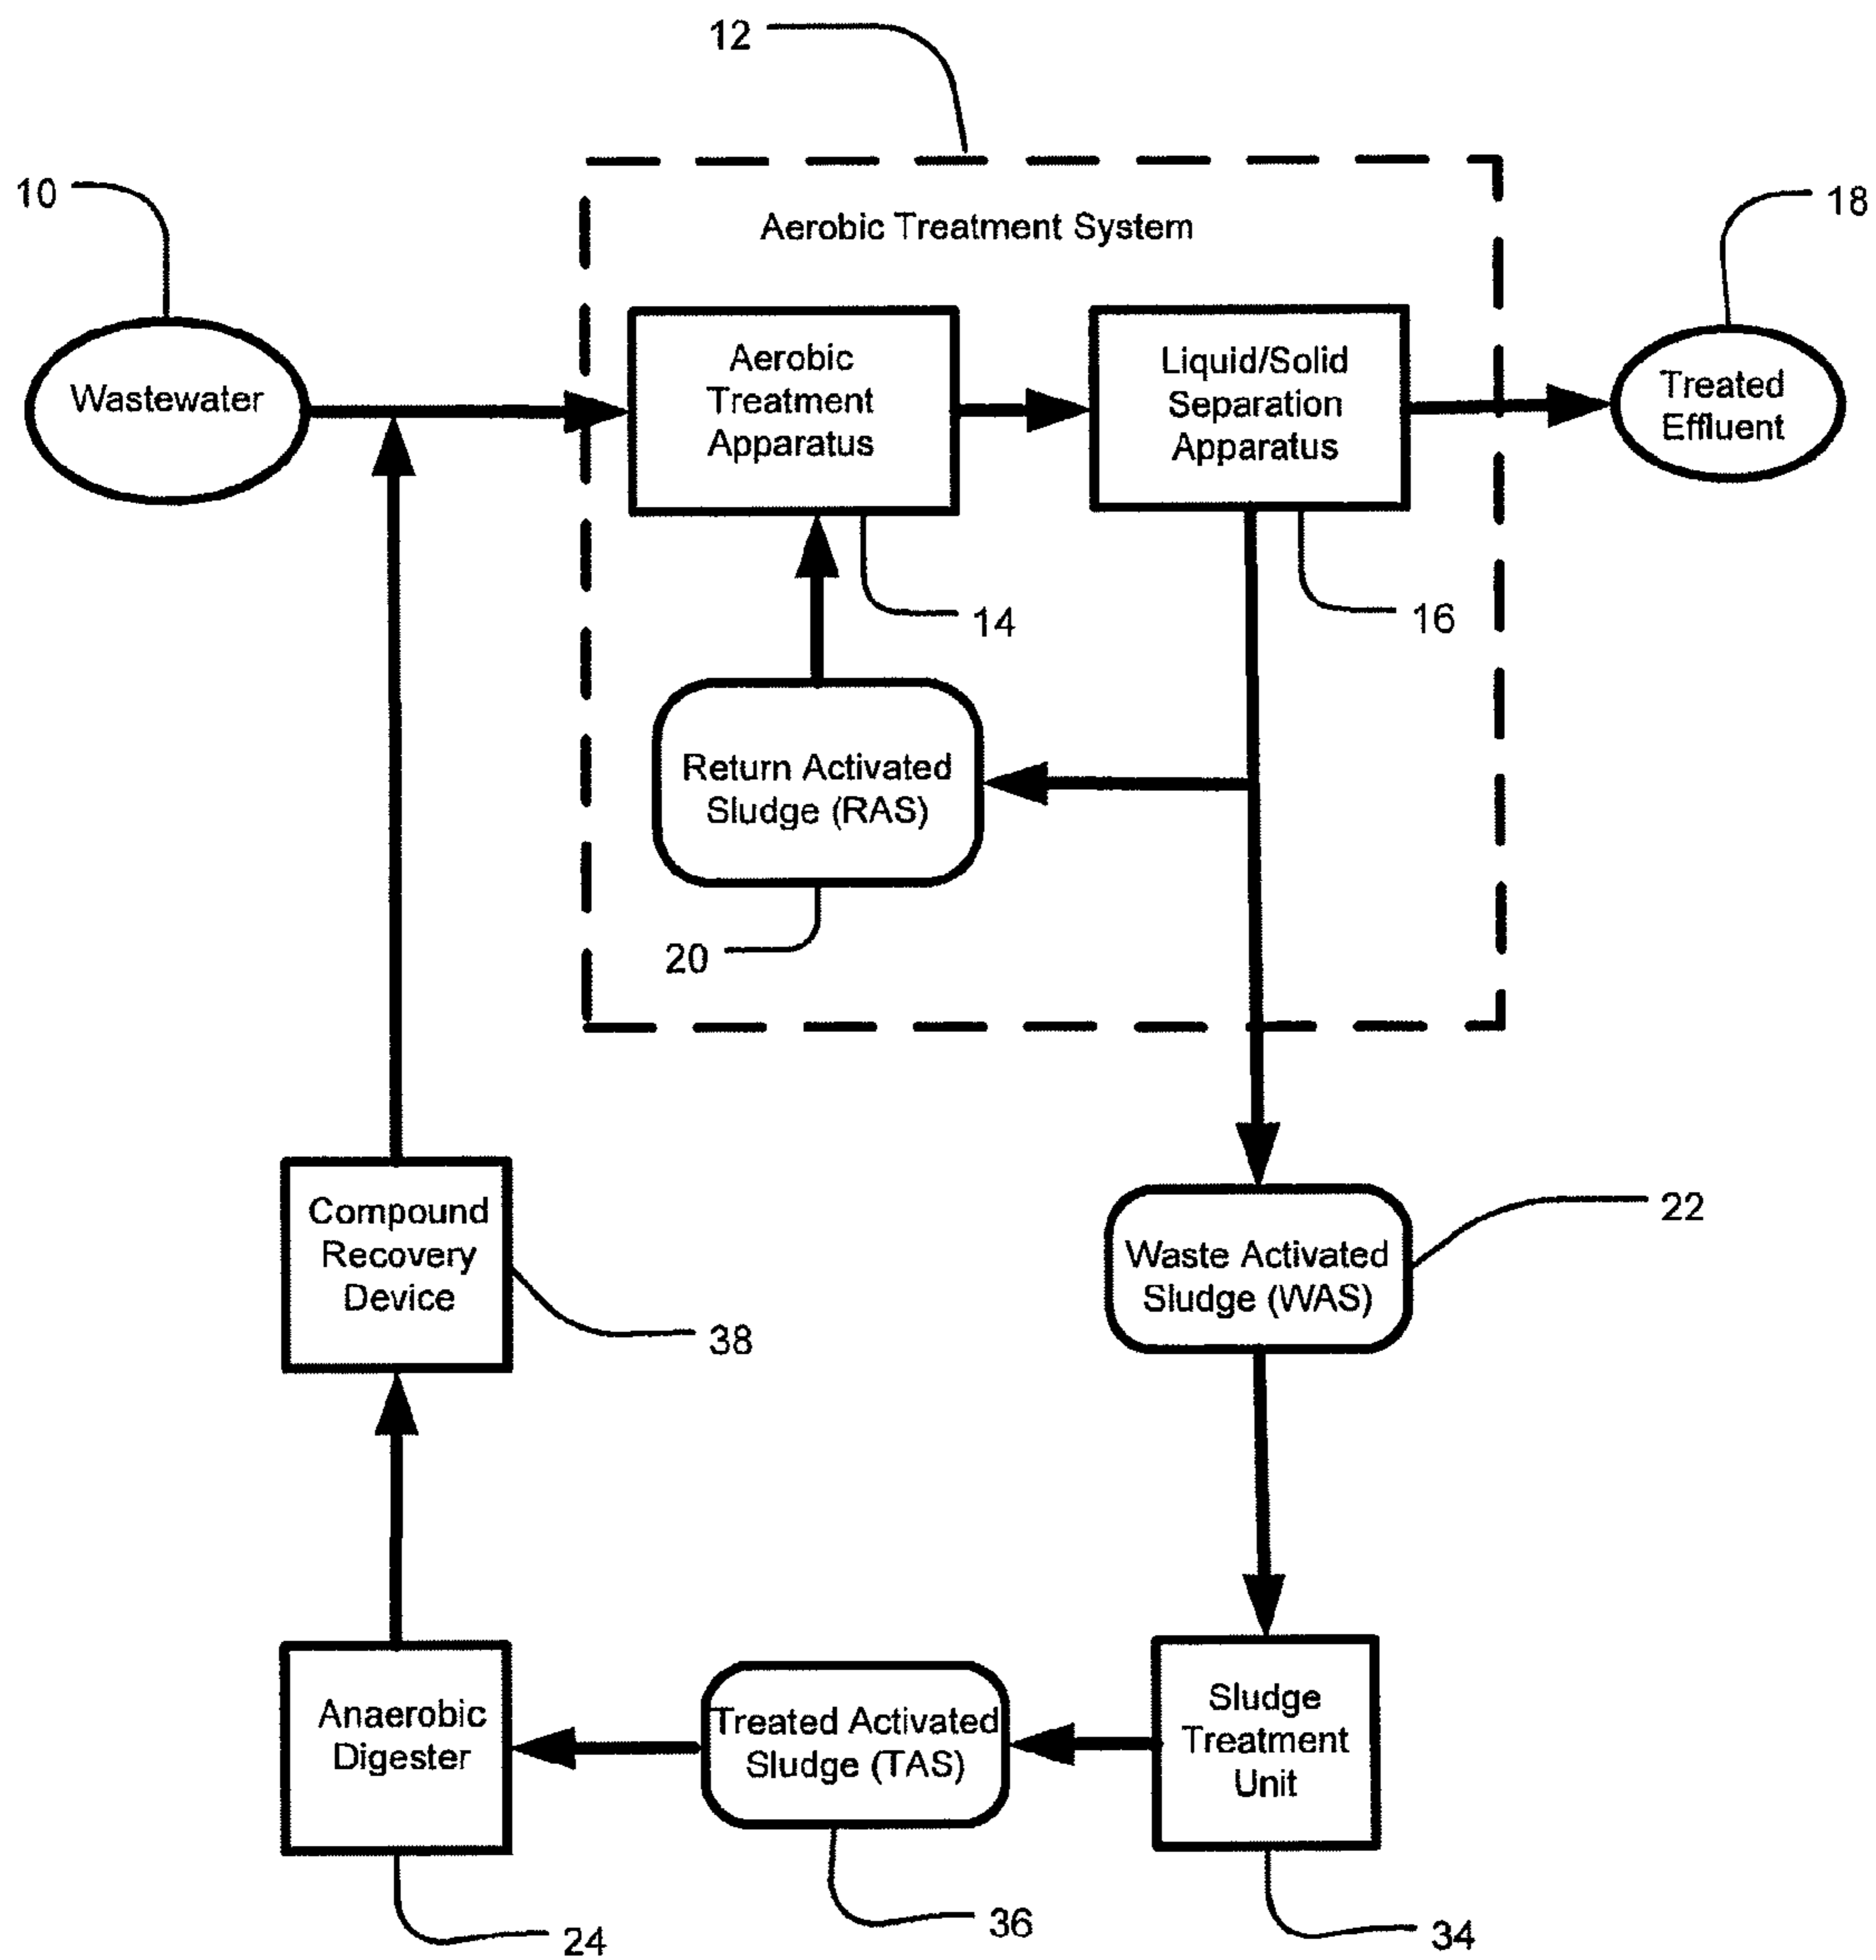 12
10
18
Aerobic Treatment System
Wastewater
Aerobic
Treatment
Apparatus
Liquid/Solid
Separation
Apparatus
Treated
Effluent
14
16
Return Activated
Sludge (RAS)
20
Compound
Recovery
Device
38
Waste Activated
Sludge (WAS)
22
Anaerobic
Digester
24
Treated Activated
Sludge (TAS)
36
Sludge
Treatment
Unit
34